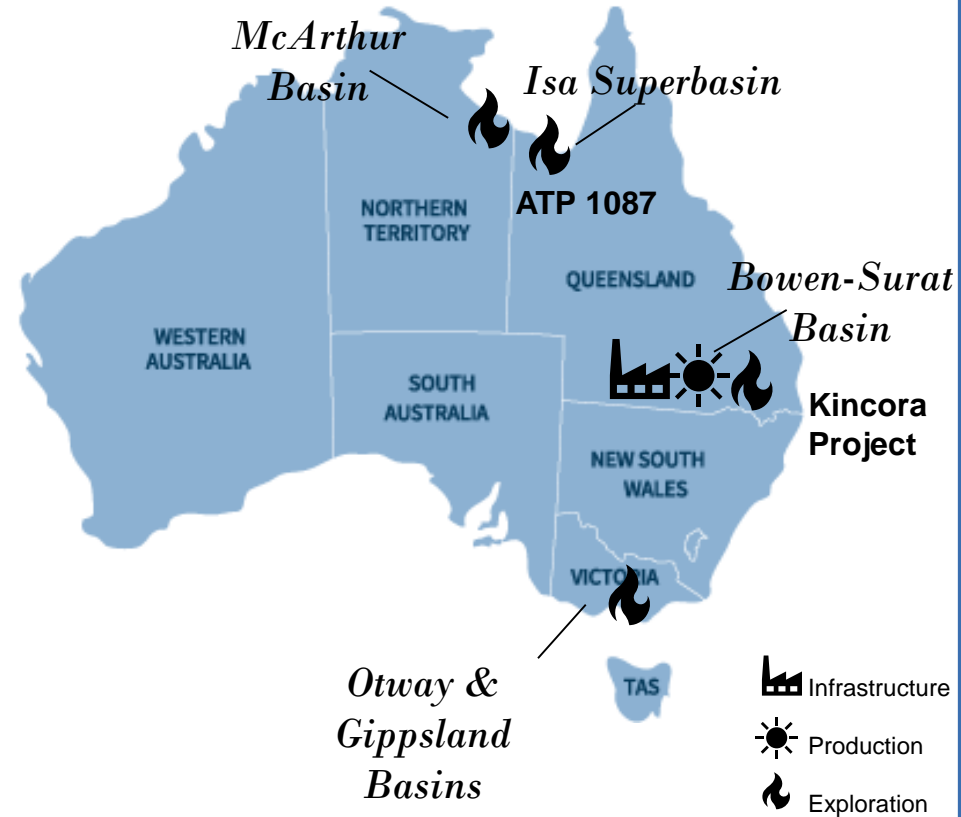 McArthur
Basin
Isa Superbasin
ATP 1087
NORTHERN
TERRITORY
QUEENSLAND
Bowen-Surat
Basin
WESTERN
AUSTRALIA
SOUTH
AUSTRALIA
Kincora
Project
NEW SOUTH
WALES
VICTORIA
Otway &
Gippsland
Basins
TAS
Infrastructure
Production
Exploration